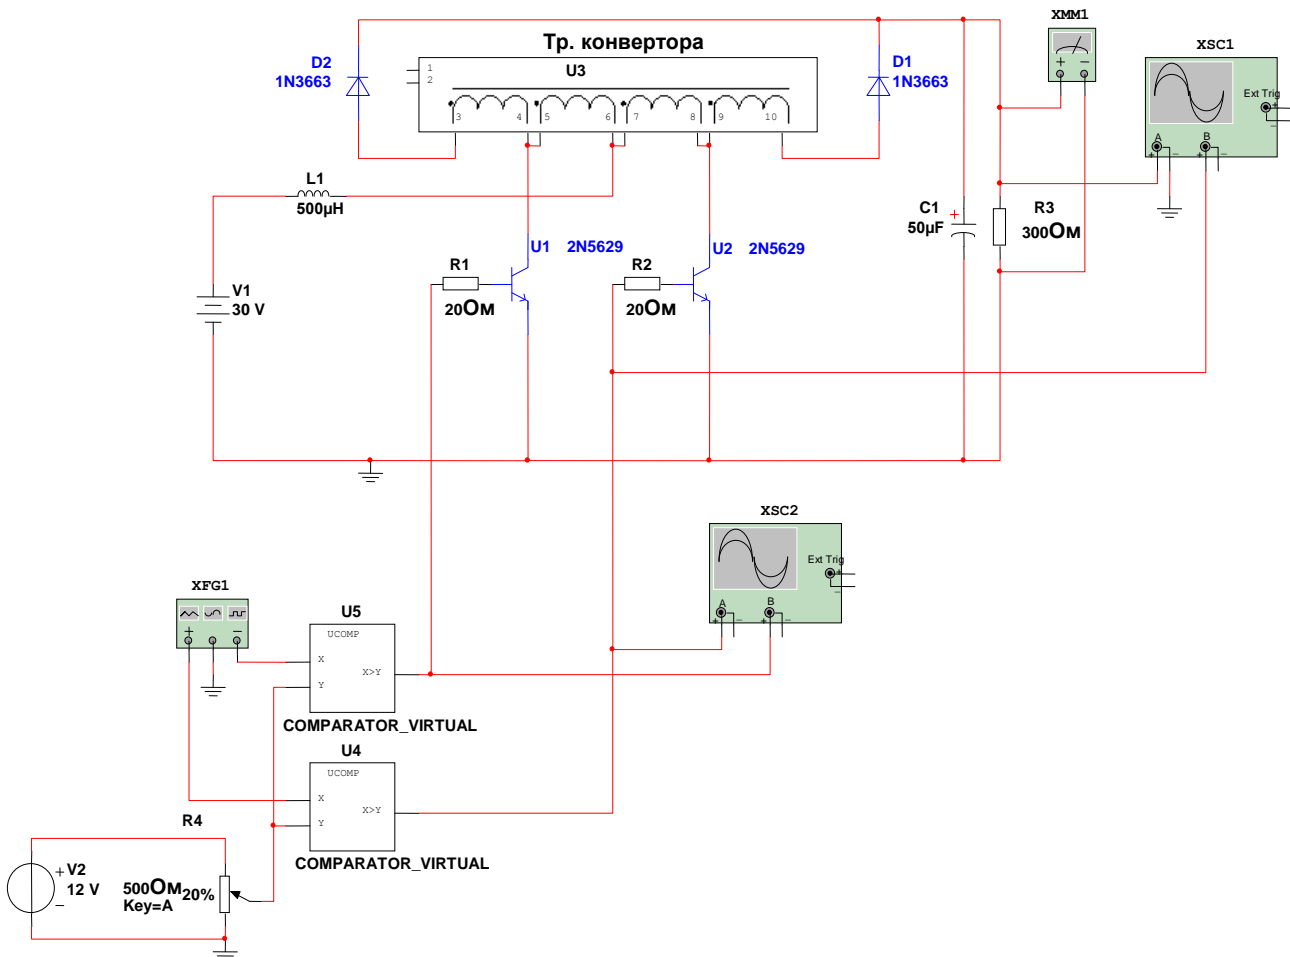 XMM1
XSC1
Тр. конвертора
D2
1N3663
U3
D1
1N3663
1
2
3 4 5 6 7 8 9 10
+ −
Ext Trig
+
−
A B
+ − + −
L1
500µH
C1
50µF
+
R3
300Ом
U1 2N5629
U2 2N5629
R1
20Ом
R2
20Ом
V1
30 V
XSC2
Ext Trig
+
−
A B
+ − + −
XFG1
+ −
U5
UCOMP
X
Y
X>Y
COMPARATOR_VIRTUAL
U4
UCOMP
X
Y
X>Y
COMPARATOR_VIRTUAL
R4
+ V2
12 V
−
500Ом 20%
Key=A